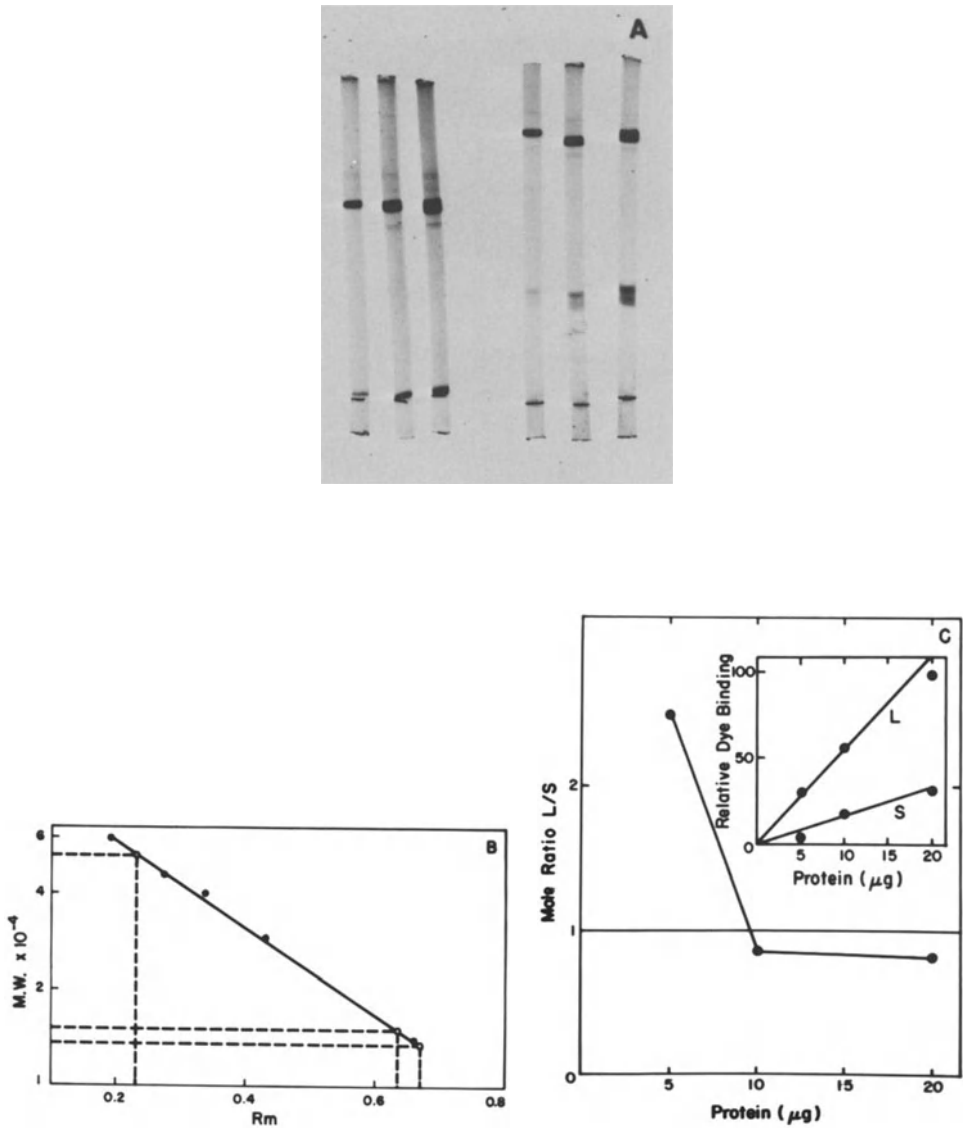 A
B
6
4
2
1
M.W. x 10⁻⁴
0.2
0.4
0.6
0.8
Rm
C
2
1
0
Mole Ratio L/S
5
10
15
20
Protein (μg)
100
50
0
Relative Dye Binding
L
S
5
10
15
20
Protein (μg)